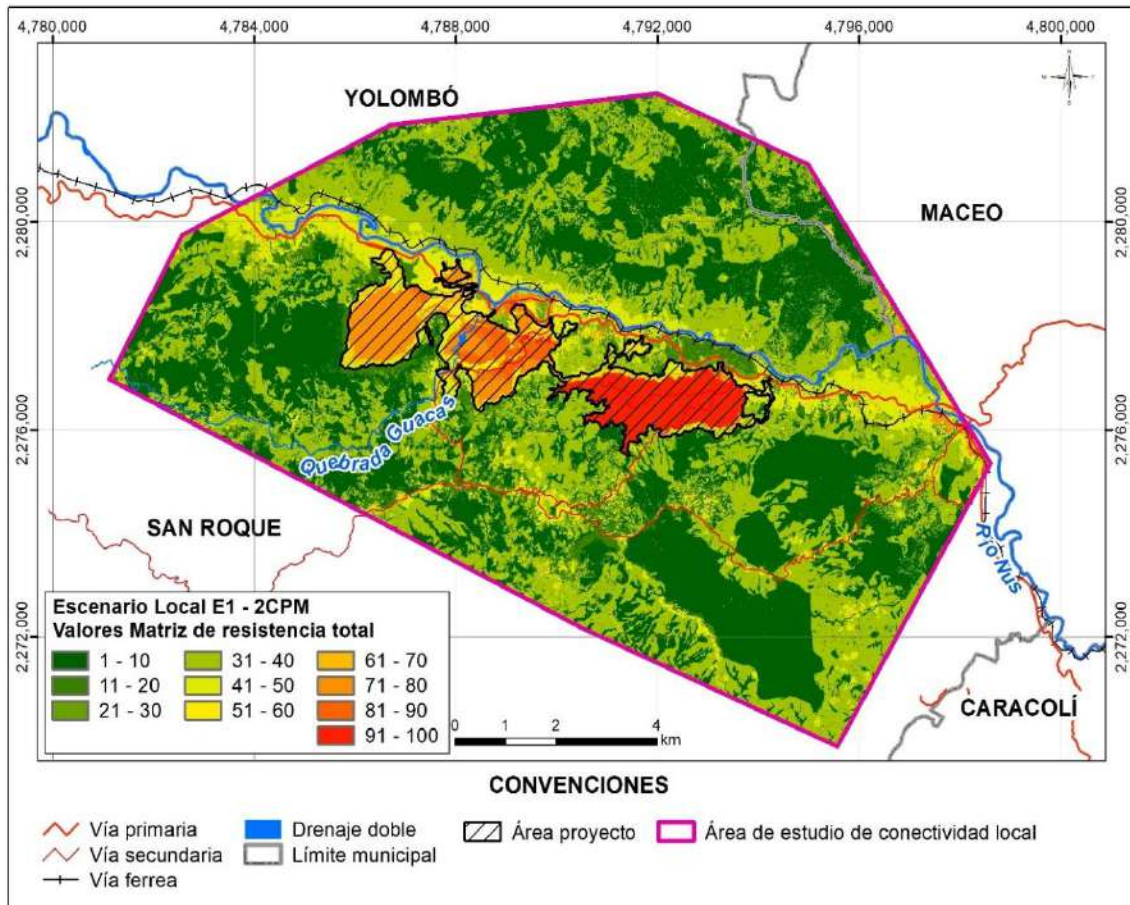 4,780,000 4,784,000 4,788,000 4,792,000 4,796,000 4,800,000
YOLOMBÓ
MACEO
2,280,000 2,280,000
2,276,000 2,276,000
Quebrada Guacas
SAN ROQUE
Río Nus
2,272,000 2,272,000
CARACOLÍ
Escenario Local E1 - 2CPM
Valores Matriz de resistencia total
1 - 10 31 - 40 61 - 70
11 - 20 41 - 50 71 - 80
21 - 30 51 - 60 81 - 90
91 - 100
0 1 2 4
km
CONVENCIONES
Vía primaria Drenaje doble Área proyecto Área de estudio de conectividad local
Vía secundaria Límite municipal
Vía ferrea